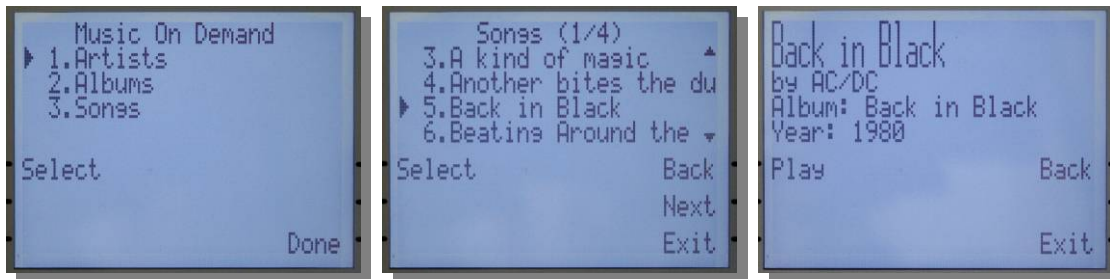 Music On Demand
1.Artists
2.Albums
3.Songs
Select
Done
Songs (1/4)
3.A kind of magic
4.Another bites the du
5.Back in Black
6.Beating Around the
Select Back
Next
Exit
Back in Black
by AC/DC
Album: Back in Black
Year: 1980
Play Back
Exit